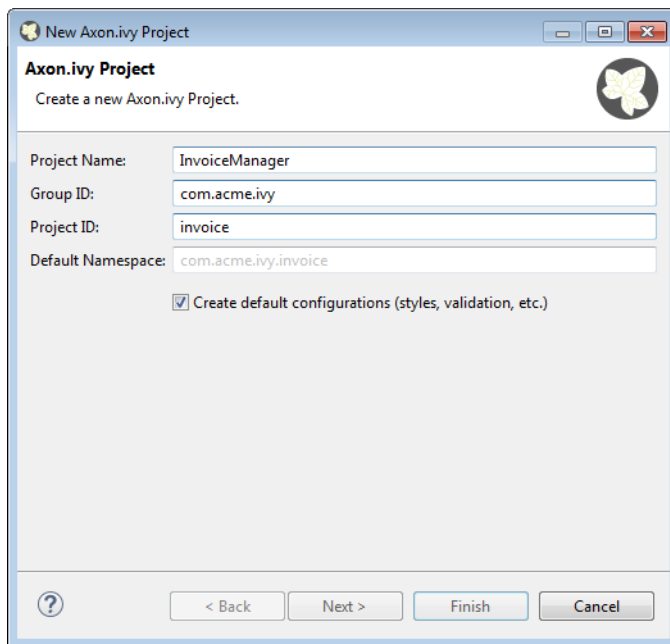 New Axon.ivy Project
Axon.ivy Project
Create a new Axon.ivy Project.
Project Name: InvoiceManager
Group ID: com.acme.ivy
Project ID: invoice
Default Namespace: com.acme.ivy.invoice
Create default configurations (styles, validation, etc.)
? < Back Next > Finish Cancel